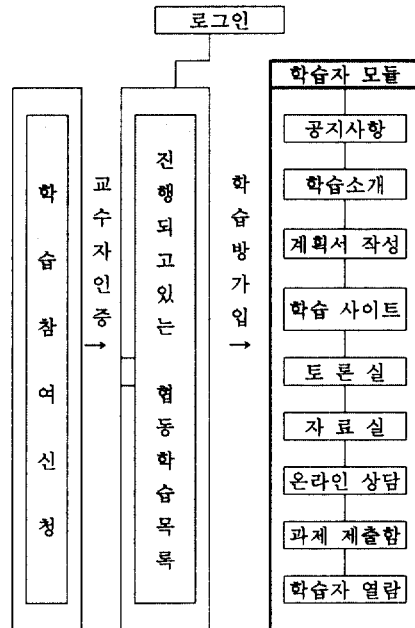 로그인
학습참여신청
교수자인증
→
진행되고있는 협동학습목록
학습방가입
→
학습자 모듈
공지사항
학습소개
계획서 작성
학습 사이트
토 론 실
자 료 실
온라인 상담
과제 제출함
학습자 열람